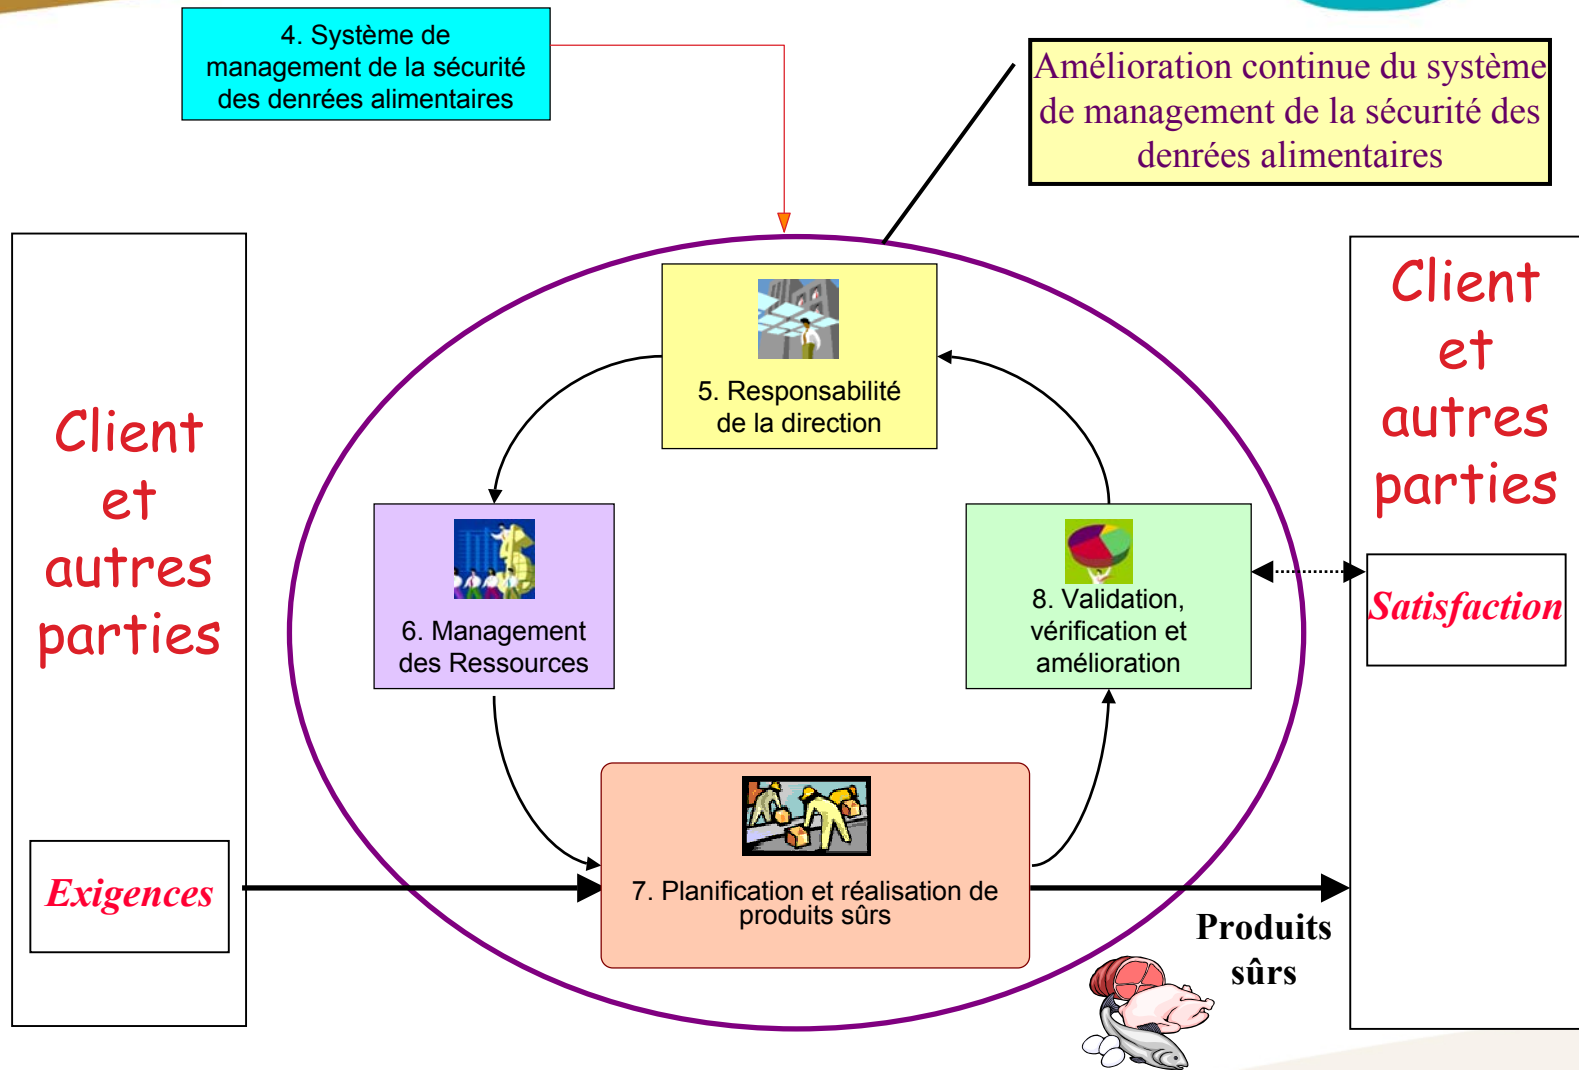 4. Système de
management de la sécurité
des denrées alimentaires
Amélioration continue du système
de management de la sécurité des
denrées alimentaires
Client
et
autres
parties
Exigences
5. Responsabilité
de la direction
6. Management
des Ressources
7. Planification et réalisation de
produits sûrs
8. Validation,
vérification et
amélioration
Client
et
autres
parties
Satisfaction
Produits
sûrs